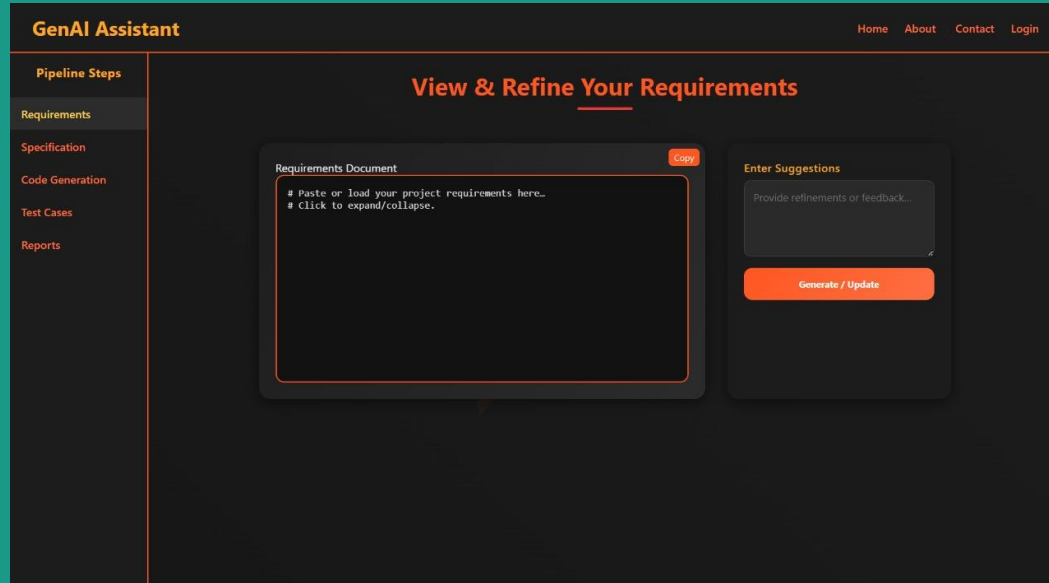 GenAI Assistant
Home About Contact Login
Pipeline Steps
Requirements
Specification
Code Generation
Test Cases
Reports
View & Refine Your Requirements
Requirements Document
Copy
# Paste or load your project requirements here…
# Click to expand/collapse.
Enter Suggestions
Provide refinements or feedback...
Generate / Update